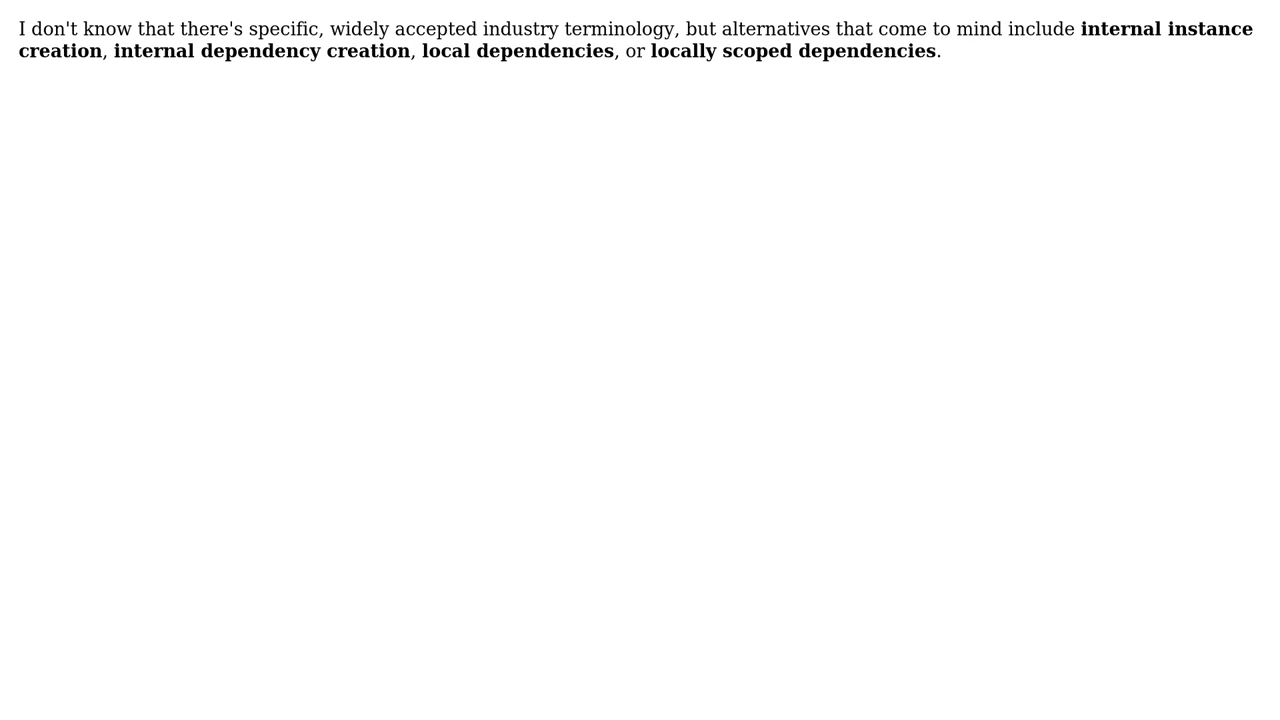 I don't know that there's specific, widely accepted industry terminology, but alternatives that come to mind include internal instance
creation, internal dependency creation, local dependencies, or locally scoped dependencies.